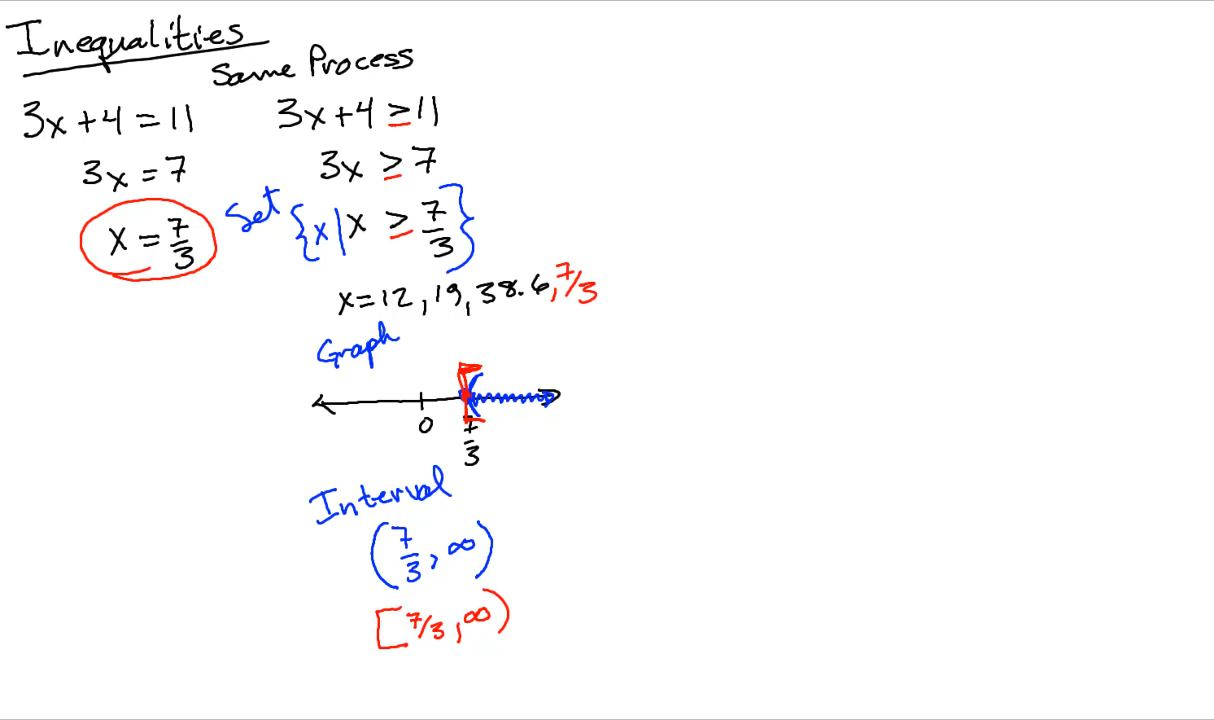 Inequalities
Same Process
3x + 4 = 11
3x = 7
x = 7/3
3x + 4 ≥ 11
3x ≥ 7
Set {x | x ≥ 7/3}
x = 12, 19, 38.6, 7/3
Graph
0 7/3
Interval
(7/3, ∞)
[7/3, ∞)